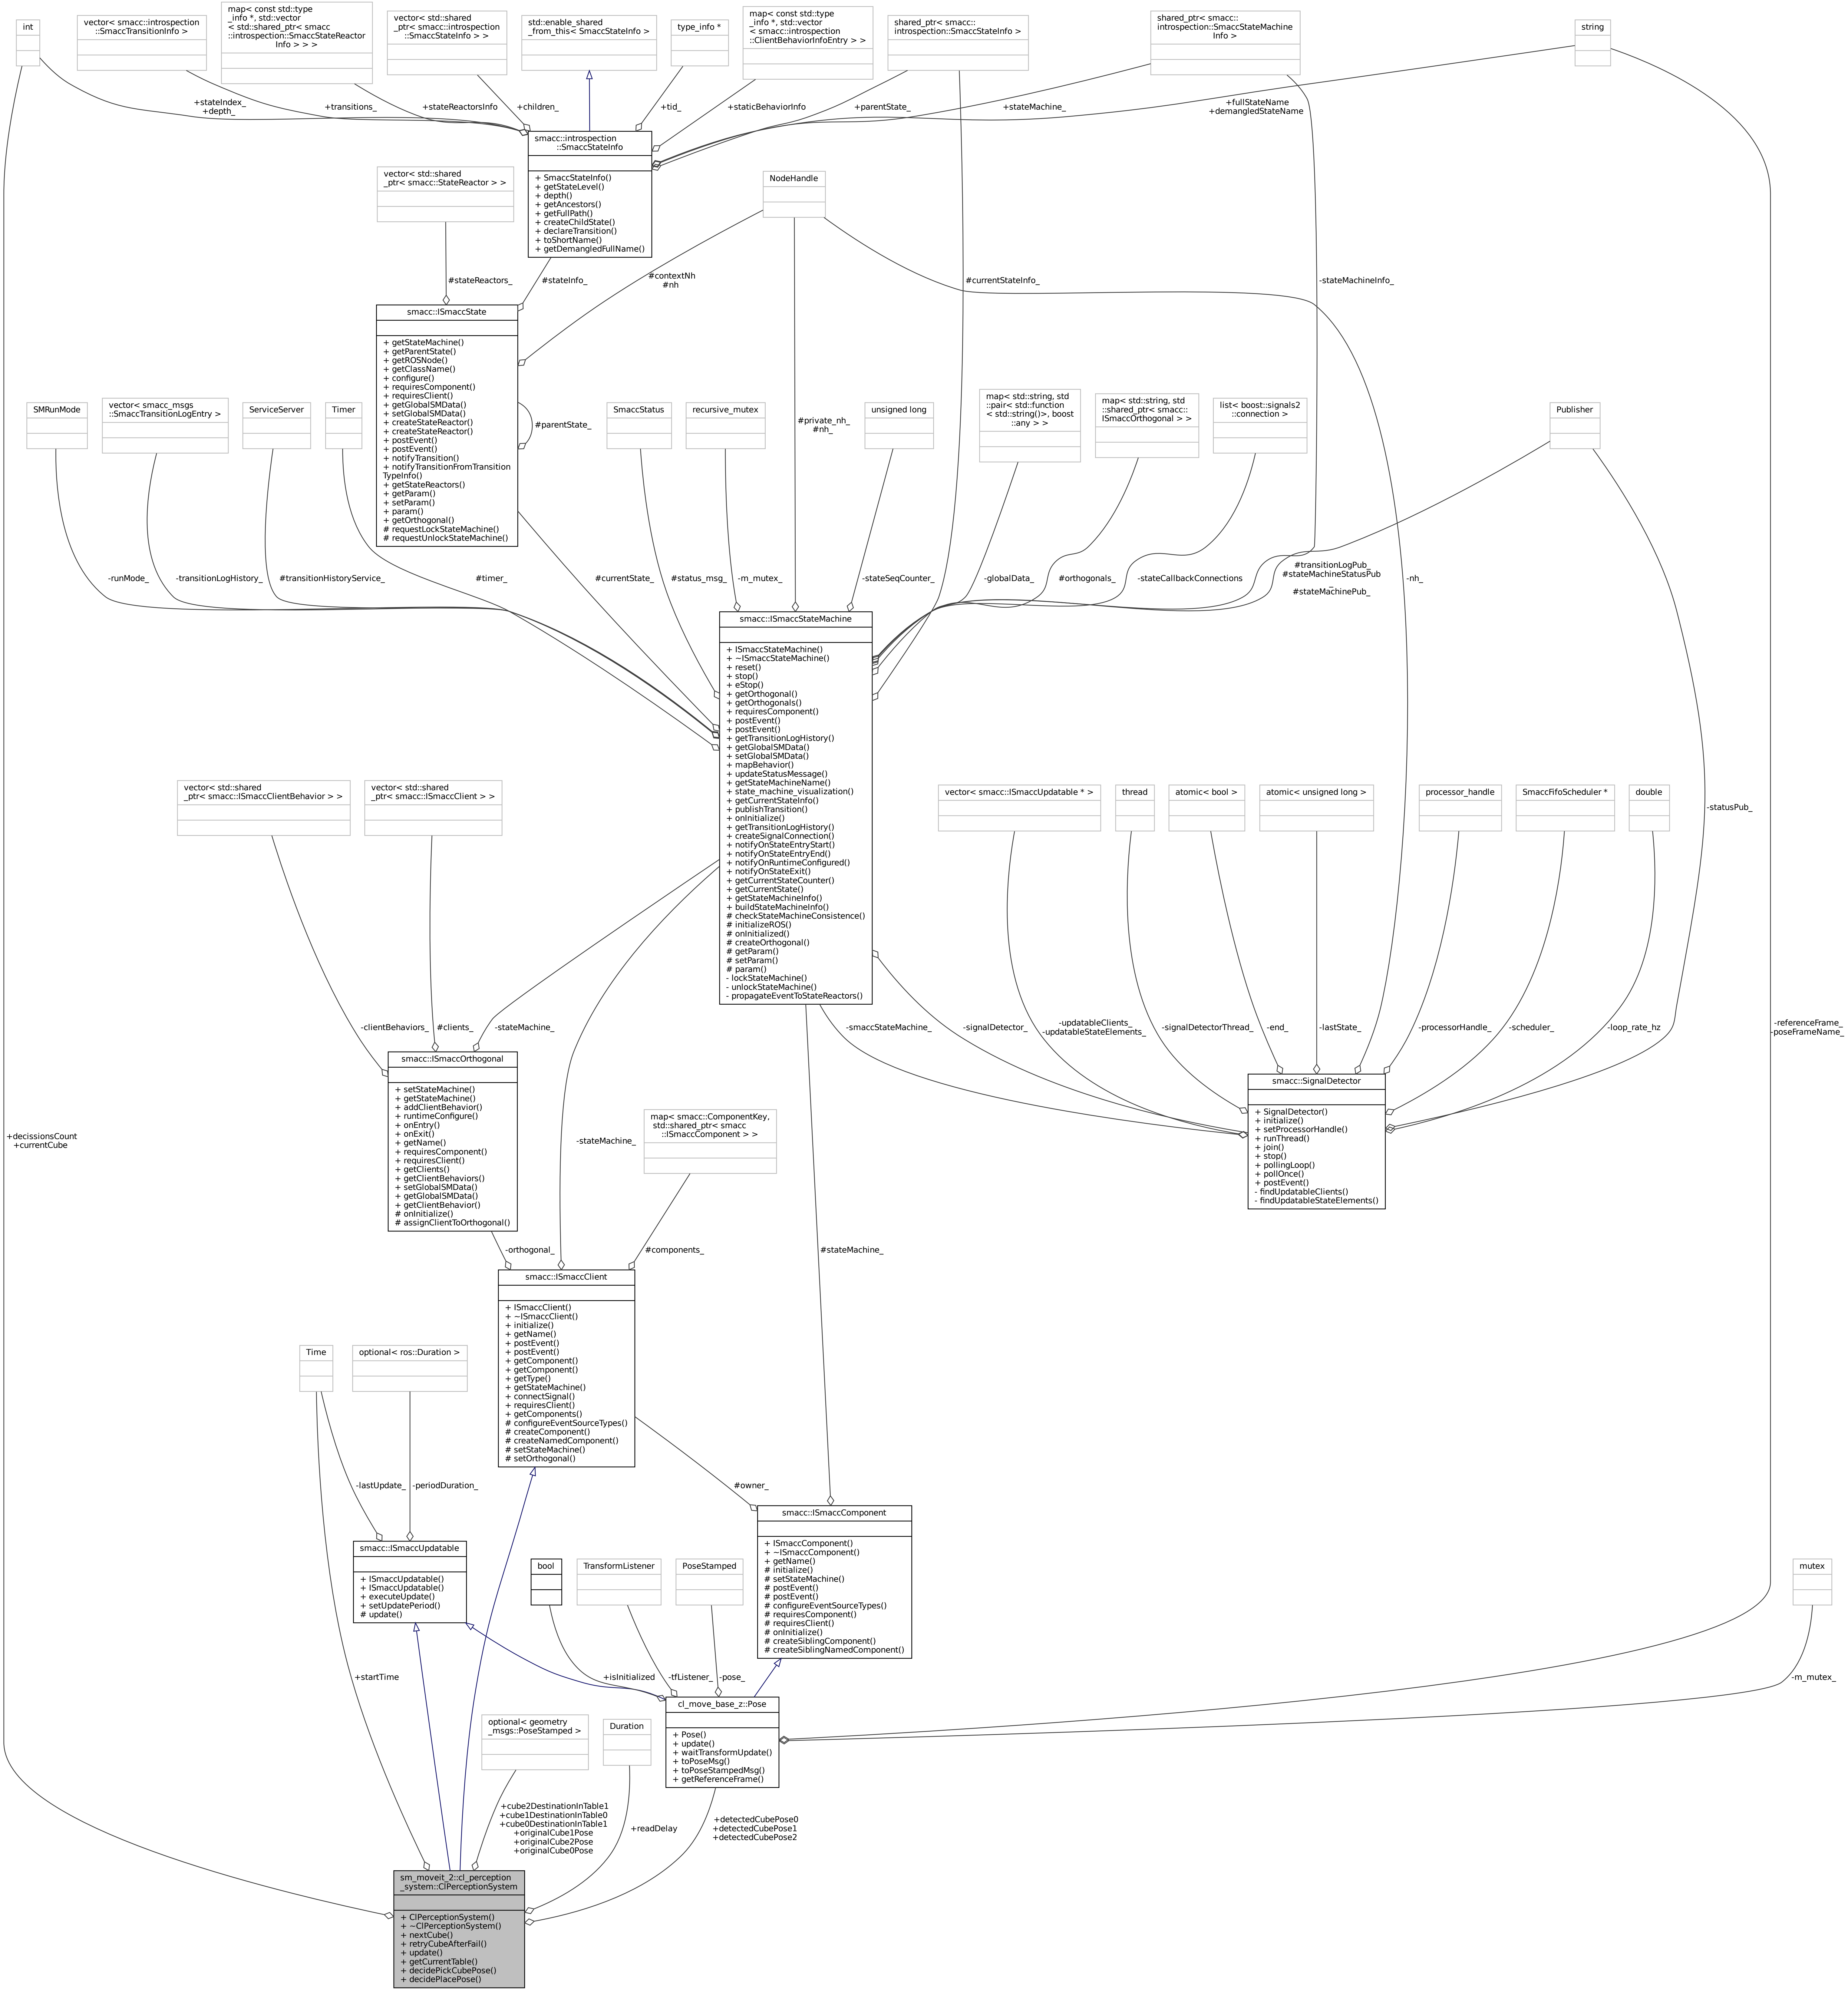 int
vector< smacc::introspection
::SmaccTransitionInfo >
map< const std::type
_info *, std::vector
< std::shared_ptr< smacc
::introspection::SmaccStateReactor
Info > > >
vector< std::shared
_ptr< smacc::introspection
::SmaccStateInfo > >
std::enable_shared
_from_this< SmaccStateInfo >
type_info *
map< const std::type
_info *, std::vector
< smacc::introspection
::ClientBehaviorInfoEntry > >
shared_ptr< smacc::
introspection::SmaccStateInfo >
shared_ptr< smacc::
introspection::SmaccStateMachine
Info >
string
+stateIndex_
+depth_
+transitions_
+stateReactorsInfo
+children_
+tid_
+staticBehaviorInfo
+parentState_
+stateMachine_
+fullStateName
+demangledStateName
smacc::introspection
::SmaccStateInfo
+ SmaccStateInfo()
+ getStateLevel()
+ depth()
+ getAncestors()
+ getFullPath()
+ createChildState()
+ declareTransition()
+ toShortName()
+ getDemangledFullName()
vector< std::shared
_ptr< smacc::StateReactor > >
NodeHandle
#stateReactors_
#stateInfo_
#contextNh
#nh
#currentStateInfo_
-stateMachineInfo_
smacc::ISmaccState
+ getStateMachine()
+ getParentState()
+ getROSNode()
+ getClassName()
+ configure()
+ requiresComponent()
+ requiresClient()
+ getGlobalSMData()
+ setGlobalSMData()
+ createStateReactor()
+ createStateReactor()
+ postEvent()
+ postEvent()
+ notifyTransition()
+ notifyTransitionFromTransition
TypeInfo()
+ getStateReactors()
+ getParam()
+ setParam()
+ param()
+ getOrthogonal()
# requestLockStateMachine()
# requestUnlockStateMachine()
#parentState_
SMRunMode
vector< smacc_msgs
::SmaccTransitionLogEntry >
ServiceServer
Timer
SmaccStatus
recursive_mutex
unsigned long
map< std::string, std
::pair< std::function
< std::string()>, boost
::any > >
map< std::string, std
::shared_ptr< smacc::
ISmaccOrthogonal > >
list< boost::signals2
::connection >
Publisher
#private_nh_
#nh_
-runMode_
-transitionLogHistory_
#transitionHistoryService_
#timer_
#currentState_
#status_msg_
-m_mutex_
-stateSeqCounter_
-globalData_
#orthogonals_
-stateCallbackConnections
#transitionLogPub_
#stateMachineStatusPub
_
#stateMachinePub_
-nh_
smacc::ISmaccStateMachine
+ ISmaccStateMachine()
+ ~ISmaccStateMachine()
+ reset()
+ stop()
+ eStop()
+ getOrthogonal()
+ getOrthogonals()
+ requiresComponent()
+ postEvent()
+ postEvent()
+ getTransitionLogHistory()
+ getGlobalSMData()
+ setGlobalSMData()
+ mapBehavior()
+ updateStatusMessage()
+ getStateMachineName()
+ state_machine_visualization()
+ getCurrentStateInfo()
+ publishTransition()
+ onInitialize()
+ getTransitionLogHistory()
+ createSignalConnection()
+ notifyOnStateEntryStart()
+ notifyOnStateEntryEnd()
+ notifyOnRuntimeConfigured()
+ notifyOnStateExit()
+ getCurrentStateCounter()
+ getCurrentState()
+ getStateMachineInfo()
+ buildStateMachineInfo()
# checkStateMachineConsistence()
# initializeROS()
# onInitialized()
# createOrthogonal()
# getParam()
# setParam()
# param()
- lockStateMachine()
- unlockStateMachine()
- propagateEventToStateReactors()
vector< std::shared
_ptr< smacc::ISmaccClientBehavior > >
vector< std::shared
_ptr< smacc::ISmaccClient > >
vector< smacc::ISmaccUpdatable * >
thread
atomic< bool >
atomic< unsigned long >
processor_handle
SmaccFifoScheduler *
double
-statusPub_
-clientBehaviors_
#clients_
-stateMachine_
-smaccStateMachine_
-signalDetector_
-updatableClients_
-updatableStateElements_
-signalDetectorThread_
-end_
-lastState_
-processorHandle_
-scheduler_
-loop_rate_hz
-referenceFrame_
-poseFrameName_
smacc::ISmaccOrthogonal
+ setStateMachine()
+ getStateMachine()
+ addClientBehavior()
+ runtimeConfigure()
+ onEntry()
+ onExit()
+ getName()
+ requiresComponent()
+ requiresClient()
+ getClients()
+ getClientBehaviors()
+ setGlobalSMData()
+ getGlobalSMData()
+ getClientBehavior()
# onInitialize()
# assignClientToOrthogonal()
smacc::SignalDetector
+ SignalDetector()
+ initialize()
+ setProcessorHandle()
+ runThread()
+ join()
+ stop()
+ pollingLoop()
+ pollOnce()
+ postEvent()
- findUpdatableClients()
- findUpdatableStateElements()
+decissionsCount
+currentCube
-stateMachine_
map< smacc::ComponentKey,
std::shared_ptr< smacc
::ISmaccComponent > >
-orthogonal_
#components_
#stateMachine_
smacc::ISmaccClient
+ ISmaccClient()
+ ~ISmaccClient()
+ initialize()
+ getName()
+ postEvent()
+ postEvent()
+ getComponent()
+ getComponent()
+ getType()
+ getStateMachine()
+ connectSignal()
+ requiresClient()
+ getComponents()
# configureEventSourceTypes()
# createComponent()
# createNamedComponent()
# setStateMachine()
# setOrthogonal()
Time
optional< ros::Duration >
-lastUpdate_
-periodDuration_
#owner_
smacc::ISmaccUpdatable
+ ISmaccUpdatable()
+ ISmaccUpdatable()
+ executeUpdate()
+ setUpdatePeriod()
# update()
bool
TransformListener
PoseStamped
smacc::ISmaccComponent
+ ISmaccComponent()
+ ~ISmaccComponent()
+ getName()
# initialize()
# setStateMachine()
# postEvent()
# postEvent()
# configureEventSourceTypes()
# requiresComponent()
# requiresClient()
# onInitialize()
# createSiblingComponent()
# createSiblingNamedComponent()
mutex
+startTime
+isInitialized
-tfListener_
-pose_
-m_mutex_
cl_move_base_z::Pose
+ Pose()
+ update()
+ waitTransformUpdate()
+ toPoseMsg()
+ toPoseStampedMsg()
+ getReferenceFrame()
optional< geometry
_msgs::PoseStamped >
Duration
+cube2DestinationInTable1
+cube1DestinationInTable0
+cube0DestinationInTable1
+originalCube1Pose
+originalCube2Pose
+originalCube0Pose
+readDelay
+detectedCubePose0
+detectedCubePose1
+detectedCubePose2
sm_moveit_2::cl_perception
_system::ClPerceptionSystem
+ ClPerceptionSystem()
+ ~ClPerceptionSystem()
+ nextCube()
+ retryCubeAfterFail()
+ update()
+ getCurrentTable()
+ decidePickCubePose()
+ decidePlacePose()